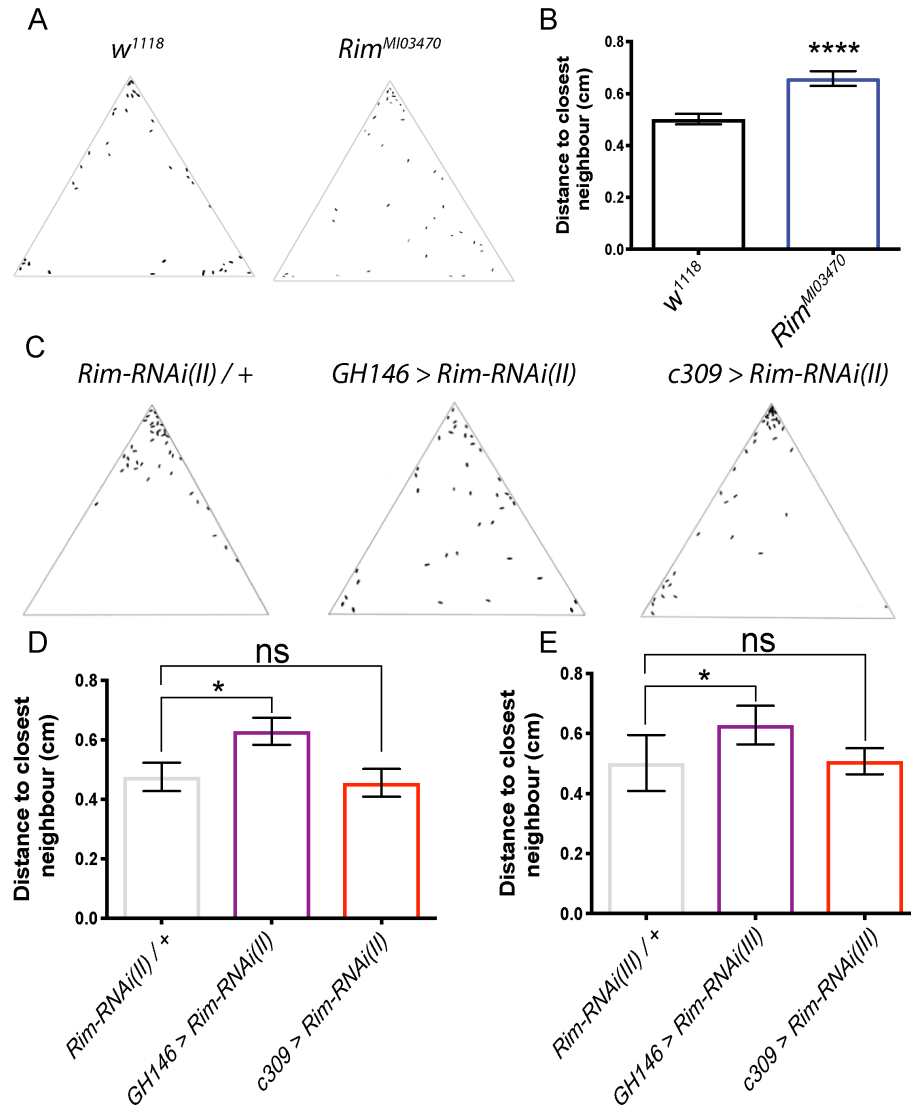 A
w1118
RimMI03470
B
Distance to closest
neighbour (cm)
0.8
0.6
0.4
0.2
0.0
****
w1118
RimMI03470
C
Rim-RNAi(II) / +
GH146 > Rim-RNAi(II)
c309 > Rim-RNAi(II)
D
Distance to closest
neighbour (cm)
0.8
0.6
0.4
0.2
0.0
ns
*
Rim-RNAi(II) / +
GH146 > Rim-RNAi(II)
c309 > Rim-RNAi(II)
E
Distance to closest
neighbour (cm)
0.8
0.6
0.4
0.2
0.0
ns
*
Rim-RNAi(III) / +
GH146 > Rim-RNAi(III)
c309 > Rim-RNAi(III)